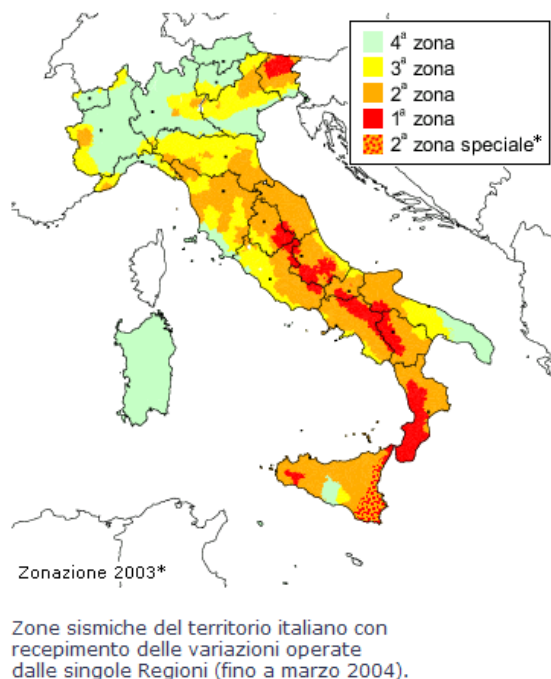 4ª zona
3ª zona
2ª zona
1ª zona
2ª zona speciale*
Zonazione 2003*
Zone sismiche del territorio italiano con
recepimento delle variazioni operate
dalle singole Regioni (fino a marzo 2004).